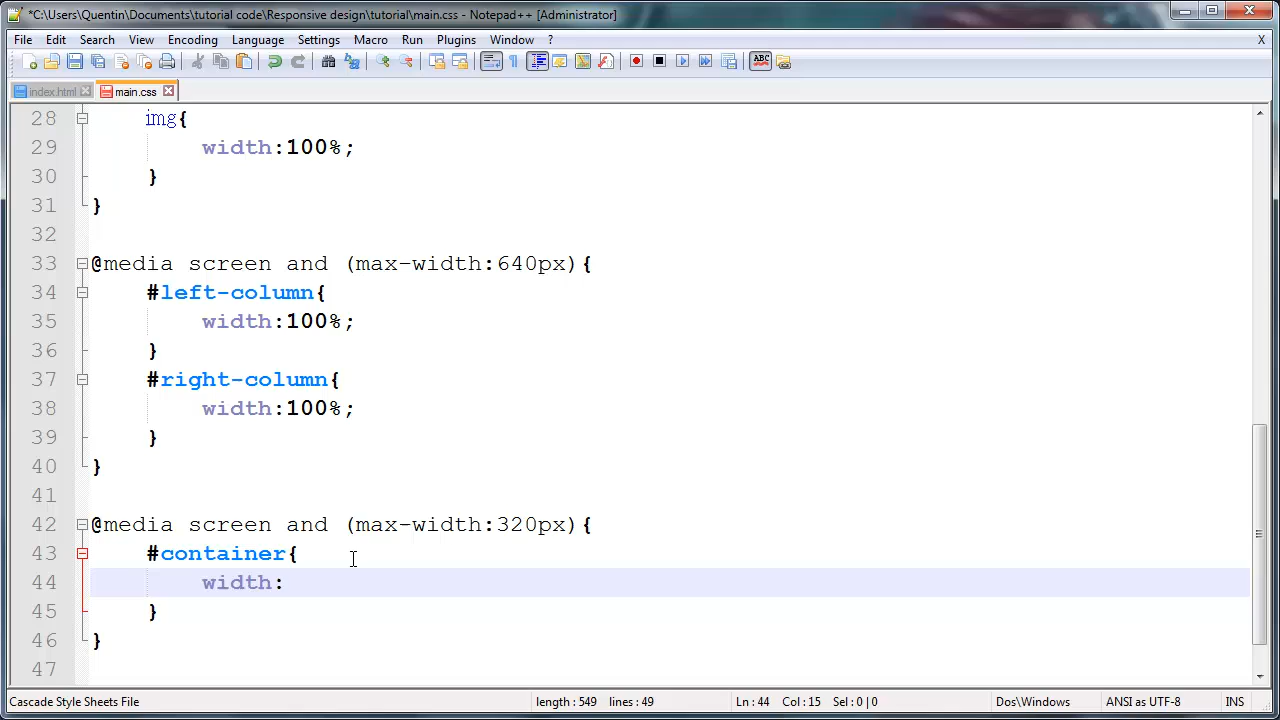 *C:\Users\Quentin\Documents\tutorial code\Responsive design\tutorial\main.css - Notepad++ [Administrator]
File Edit Search View Encoding Language Settings Macro Run Plugins Window ? X
ABC
index.html main.css
28 img{
29 width:100%;
30 }
31 }
32
33 @media screen and (max-width:640px){
34 #left-column{
35 width:100%;
36 }
37 #right-column{
38 width:100%;
39 }
40 }
41
42 @media screen and (max-width:320px){
43 #container{
44 width:
45 }
46 }
47
Cascade Style Sheets File length : 549 lines : 49 Ln : 44 Col : 15 Sel : 0 | 0 Dos\Windows ANSI as UTF-8 INS